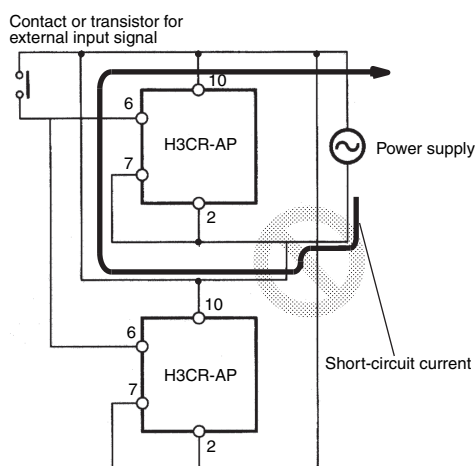 Contact or transistor for
external input signal
10
6
H3CR-AP
7
2
Power supply
10
6
H3CR-AP
7
2
Short-circuit current